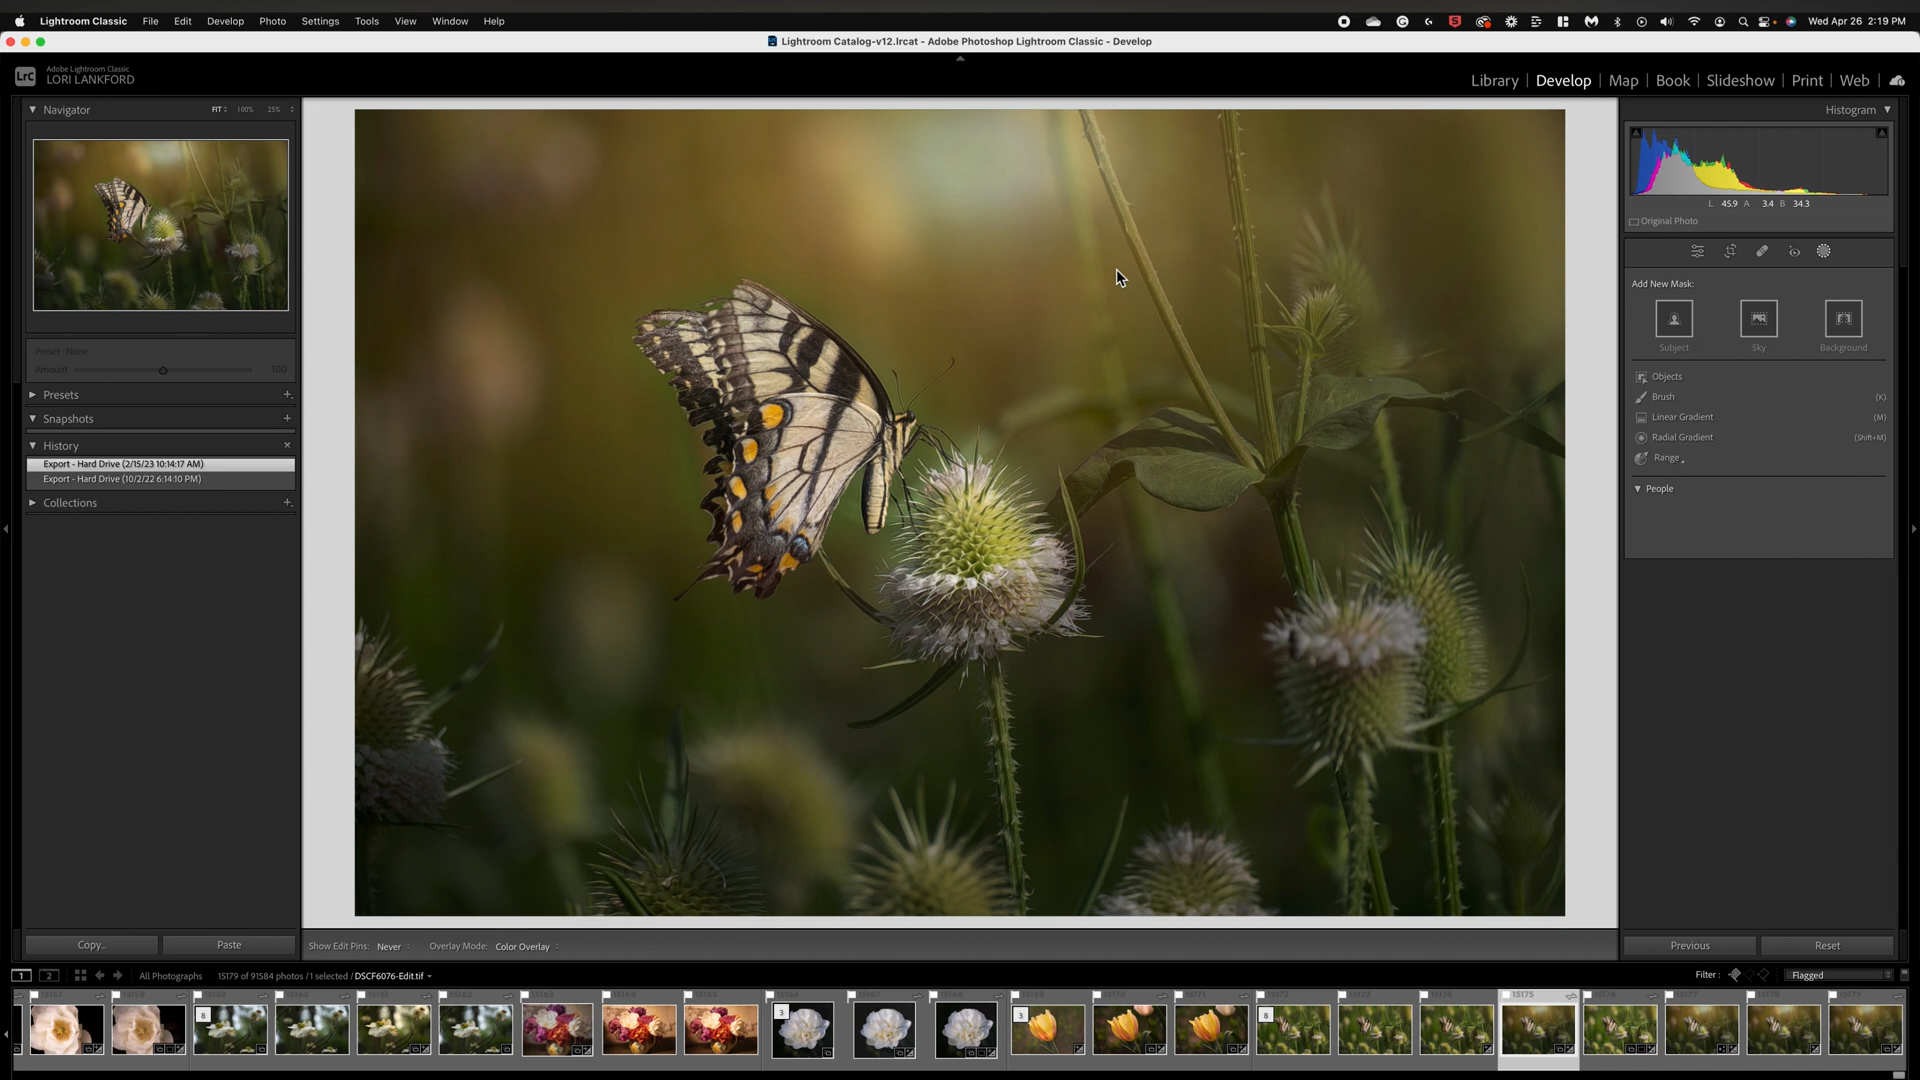 Lightroom Classic File Edit Develop Photo Settings Tools View Window Help
Wed Apr 26 2:19 PM
Lightroom Catalog-v12.lrcat - Adobe Photoshop Lightroom Classic - Develop
LrC
Adobe Lightroom Classic
LORI LANKFORD
Library | Develop | Map | Book | Slideshow | Print | Web
Navigator FIT 100% 25%
Histogram
L 45.9 A 3.4 B 34.3
Original Photo
Add New Mask:
Subject Sky Background
Objects
Brush (K)
Linear Gradient (M)
Radial Gradient (Shift+M)
Range
People
Preset: None
Amount 100
Presets
Snapshots
History
Export - Hard Drive (2/15/23 10:14:17 AM)
Export - Hard Drive (10/2/22 6:14:10 PM)
Collections
Copy... Paste
Show Edit Pins: Never Overlay Mode: Color Overlay
Previous Reset
1 2 All Photographs 15179 of 91584 photos / 1 selected / DSCF6076-Edit.tif
Filter : Flagged
15175
8 3 3 8